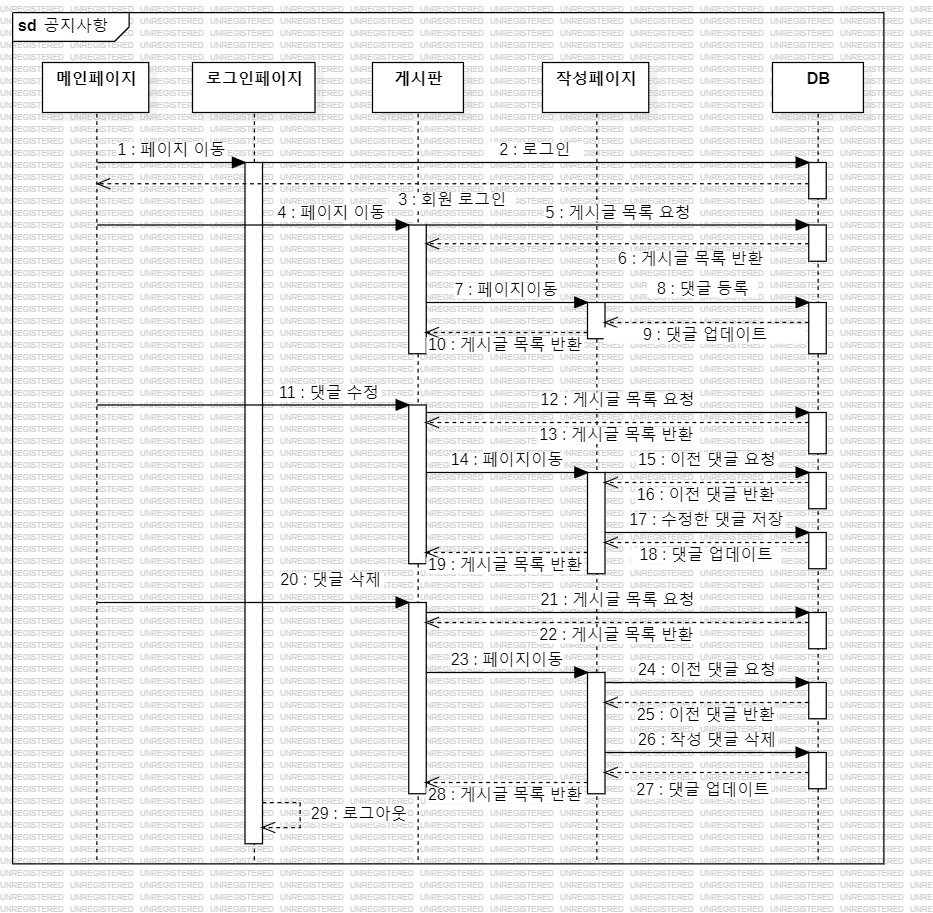 sd 공지사항
메인페이지
로그인페이지
게시판
작성페이지
DB
1 : 페이지 이동
2 : 로그인
3 : 회원 로그인
4 : 페이지 이동
5 : 게시글 목록 요청
6 : 게시글 목록 반환
7 : 페이지이동
8 : 댓글 등록
9 : 댓글 업데이트
10 : 게시글 목록 반환
11 : 댓글 수정
12 : 게시글 목록 요청
13 : 게시글 목록 반환
14 : 페이지이동
15 : 이전 댓글 요청
16 : 이전 댓글 반환
17 : 수정한 댓글 저장
18 : 댓글 업데이트
19 : 게시글 목록 반환
20 : 댓글 삭제
21 : 게시글 목록 요청
22 : 게시글 목록 반환
23 : 페이지이동
24 : 이전 댓글 요청
25 : 이전 댓글 반환
26 : 작성 댓글 삭제
27 : 댓글 업데이트
28 : 게시글 목록 반환
29 : 로그아웃
UNREGISTERED